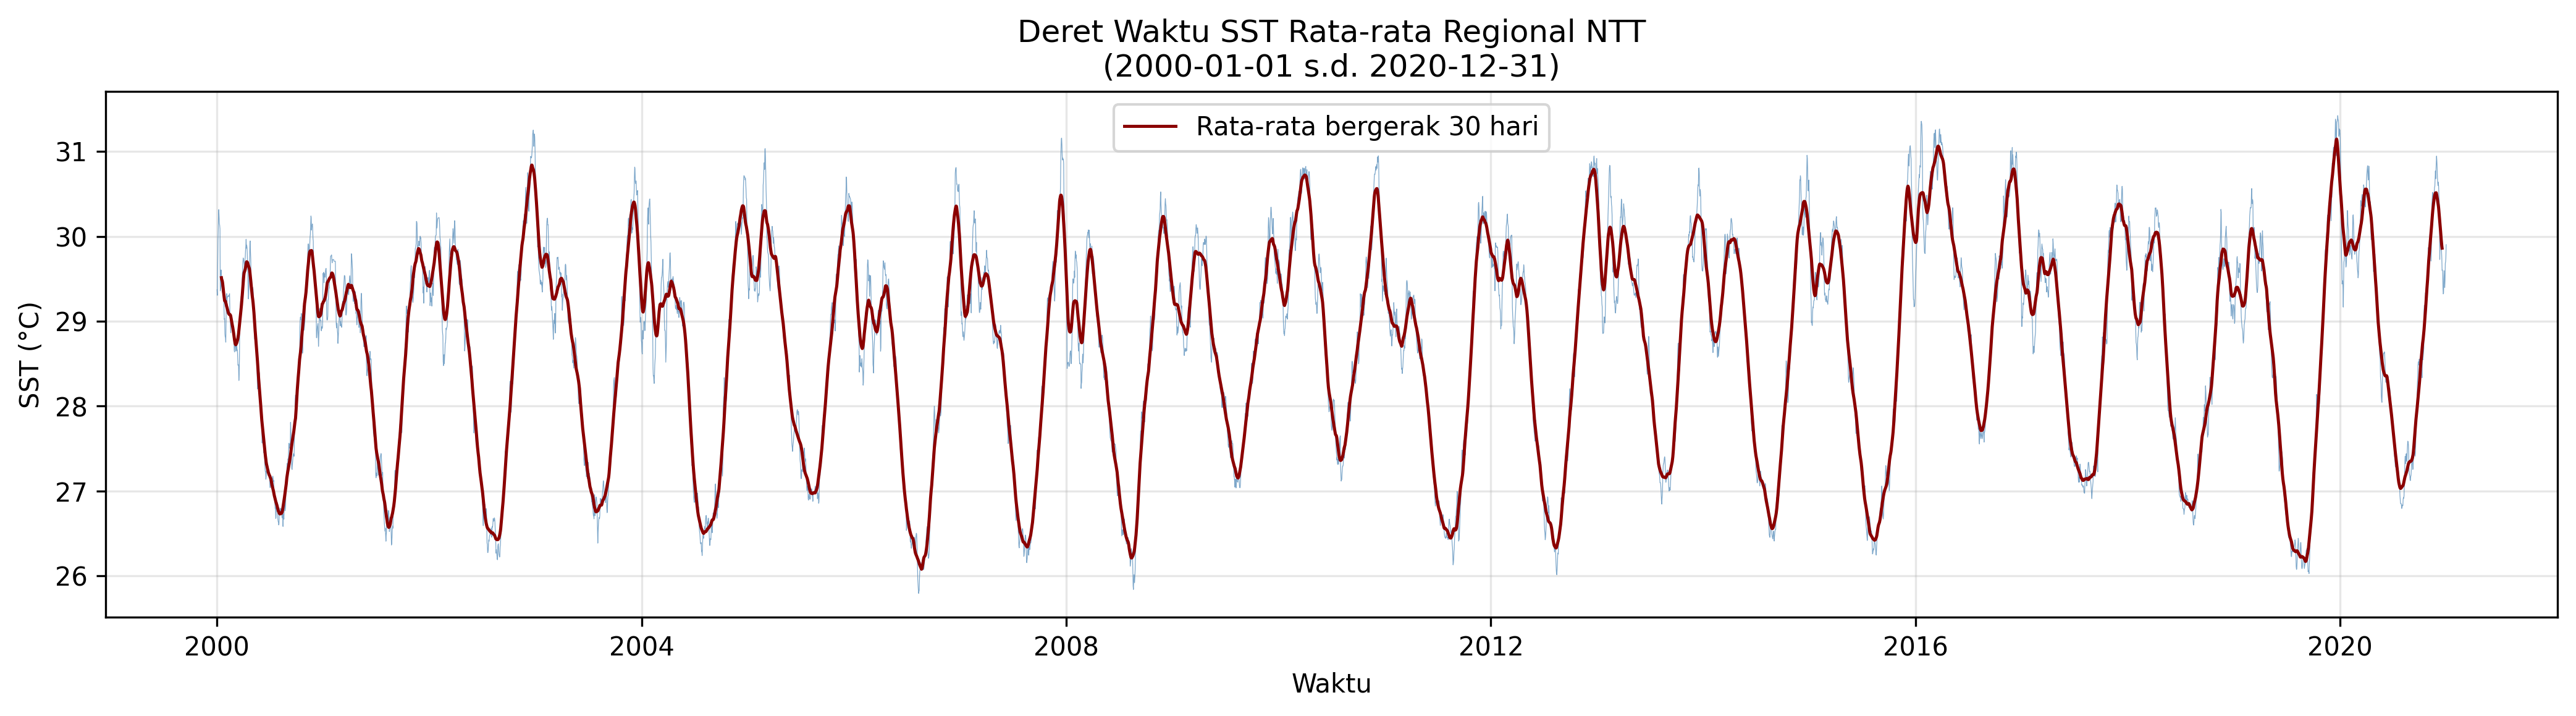 Deret Waktu SST Rata-rata Regional NTT
(2000-01-01 s.d. 2020-12-31)
Rata-rata bergerak 30 hari
SST (°C)
31
30
29
28
27
26
2000 2004 2008 2012 2016 2020
Waktu